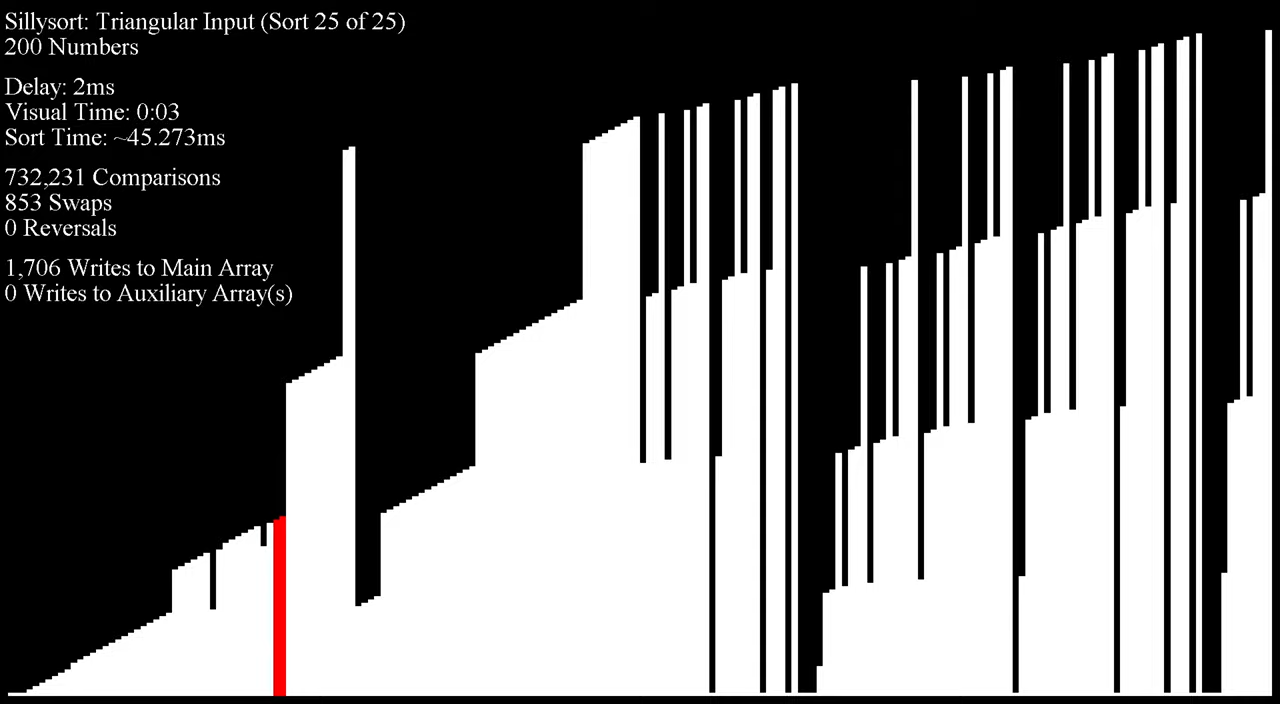 Sillysort: Triangular Input (Sort 25 of 25)
200 Numbers
Delay: 2ms
Visual Time: 0:03
Sort Time: ~45.273ms
732,231 Comparisons
853 Swaps
0 Reversals
1,706 Writes to Main Array
0 Writes to Auxiliary Array(s)